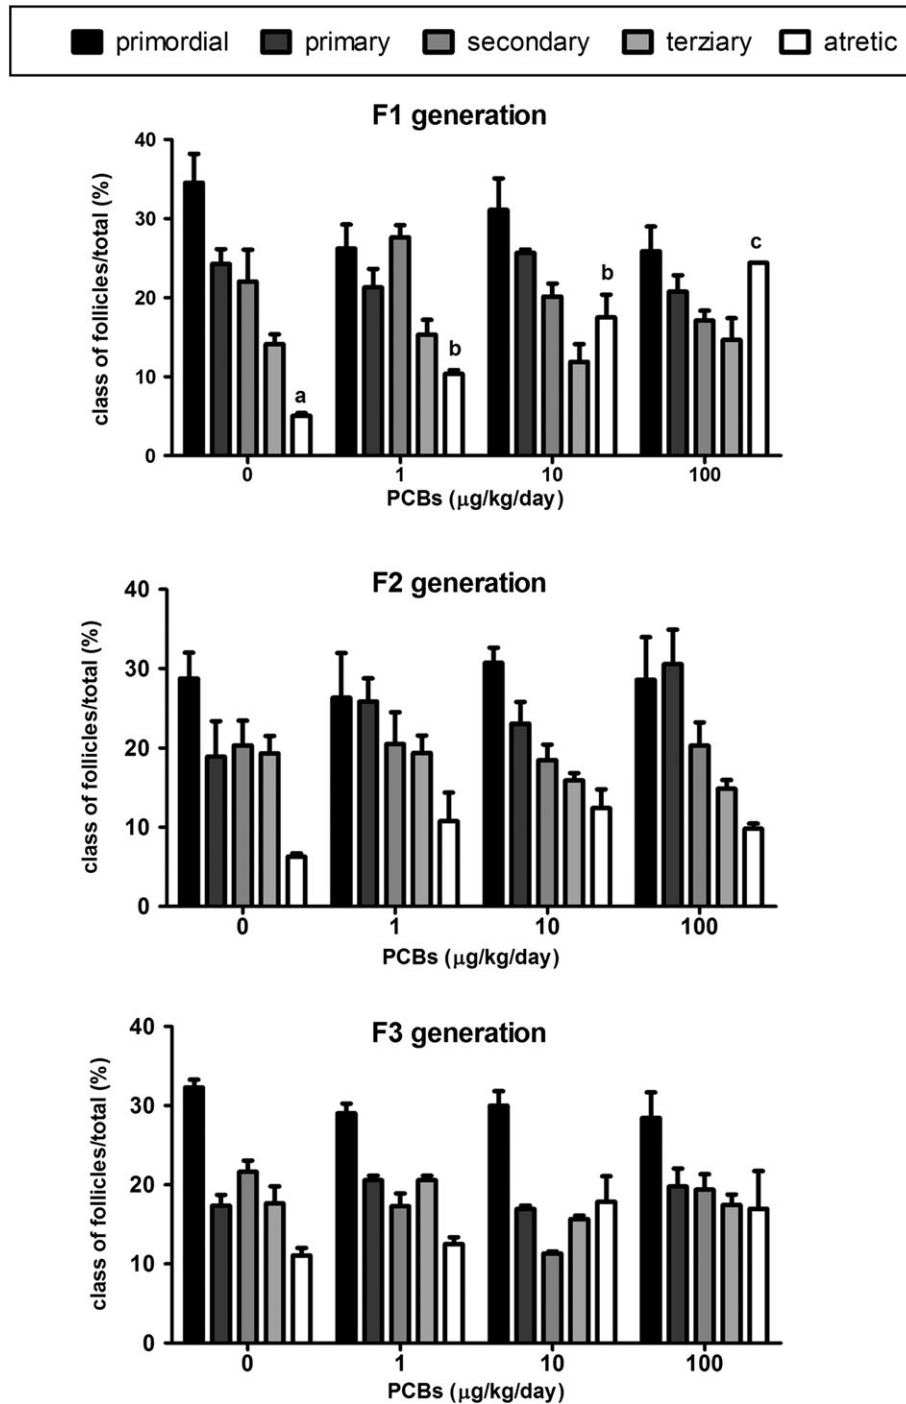 primordial primary secondary terziary atretic
F1 generation
class of follicles/total (%)
40
30
20
10
0
a
b
b
c
0 1 10 100
PCBs (µg/kg/day)
F2 generation
class of follicles/total (%)
40
30
20
10
0
0 1 10 100
PCBs (µg/kg/day)
F3 generation
class of follicles/total (%)
40
30
20
10
0
0 1 10 100
PCBs (µg/kg/day)